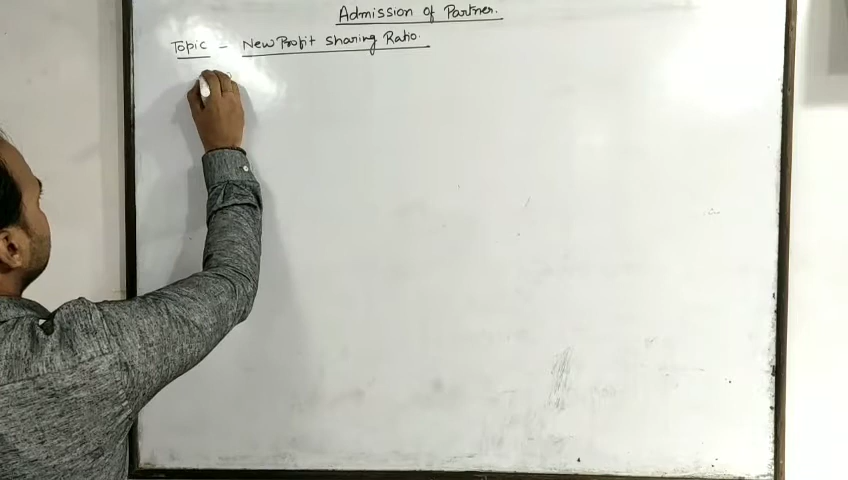 Admission of Partner.
Topic - New Profit Sharing Ratio.